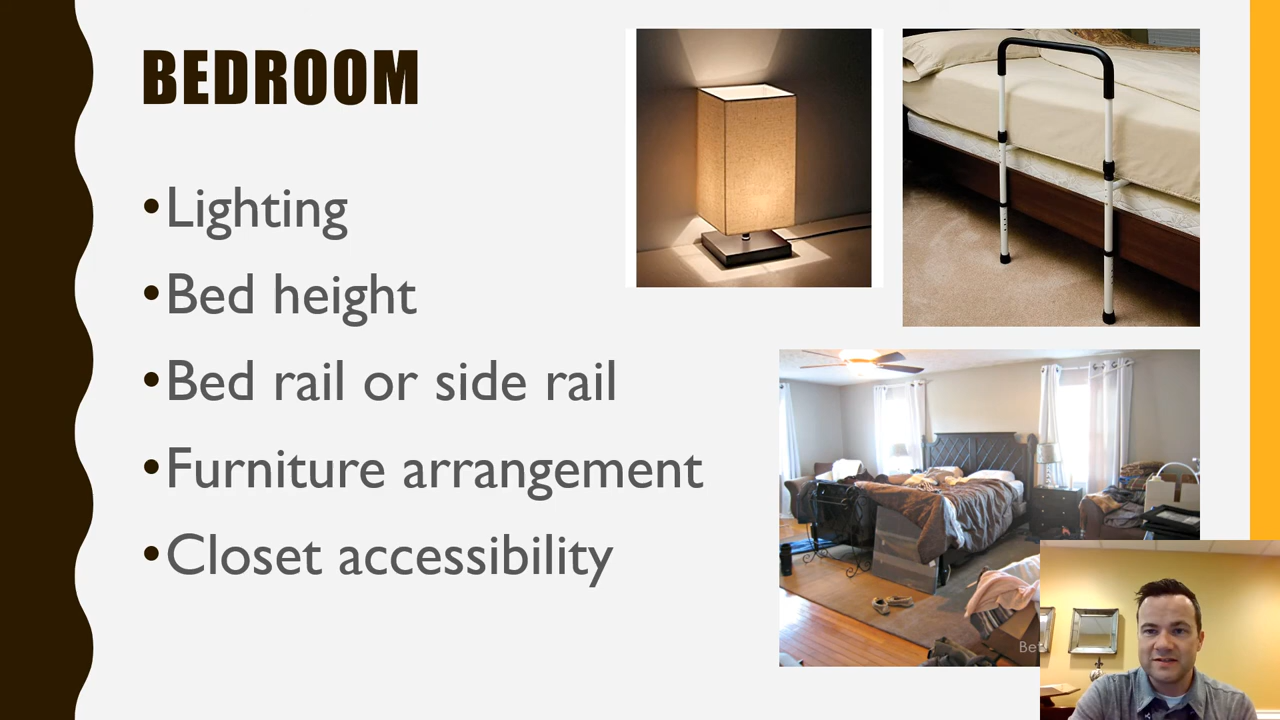 BEDROOM
•Lighting
•Bed height
•Bed rail or side rail
•Furniture arrangement
•Closet accessibility